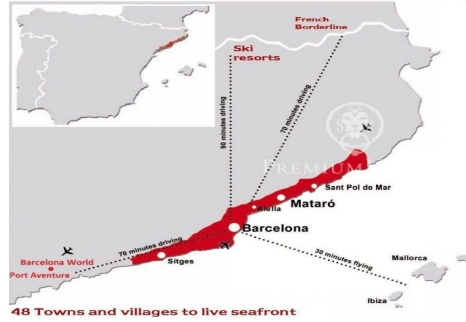 French
Borderline
Ski
resorts
90 minutes driving
70 minutes driving
PREMIUM
Sant Pol de Mar
Mataró
Alella
Barcelona
70 minutes driving
30 minutes flying
Barcelona World
Port Aventura
Sitges
Mallorca
Ibiza
48 Towns and villages to live seafront